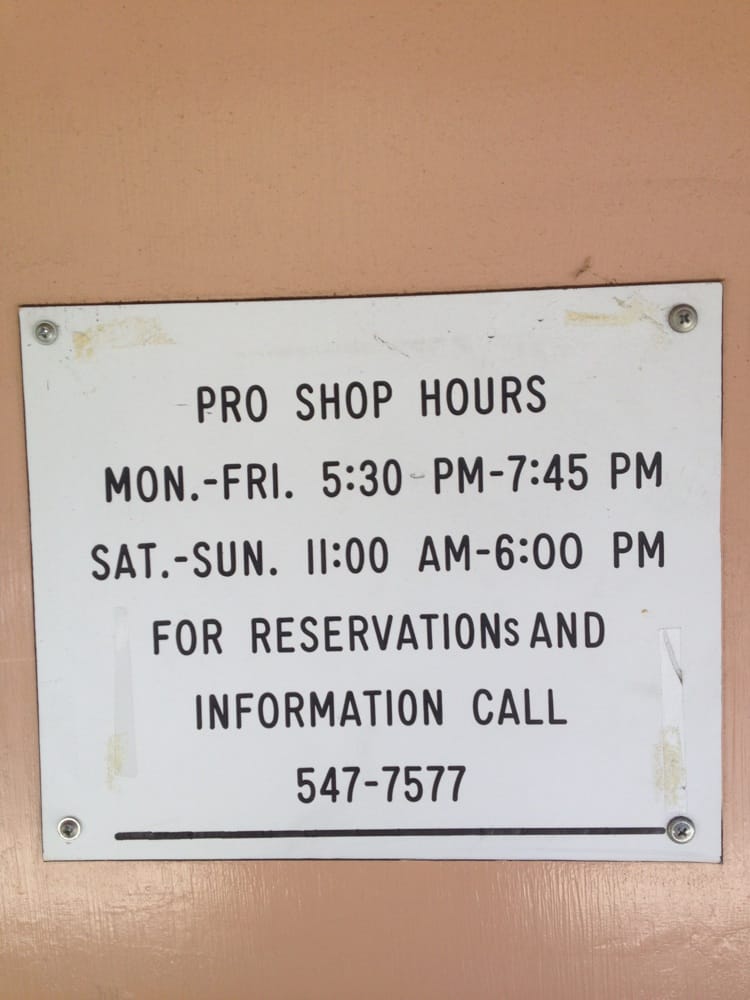 PRO SHOP HOURS
MON.-FRI. 5:30 PM-7:45 PM
SAT.-SUN. 11:00 AM-6:00 PM
FOR RESERVATIONs AND
INFORMATION CALL
547-7577